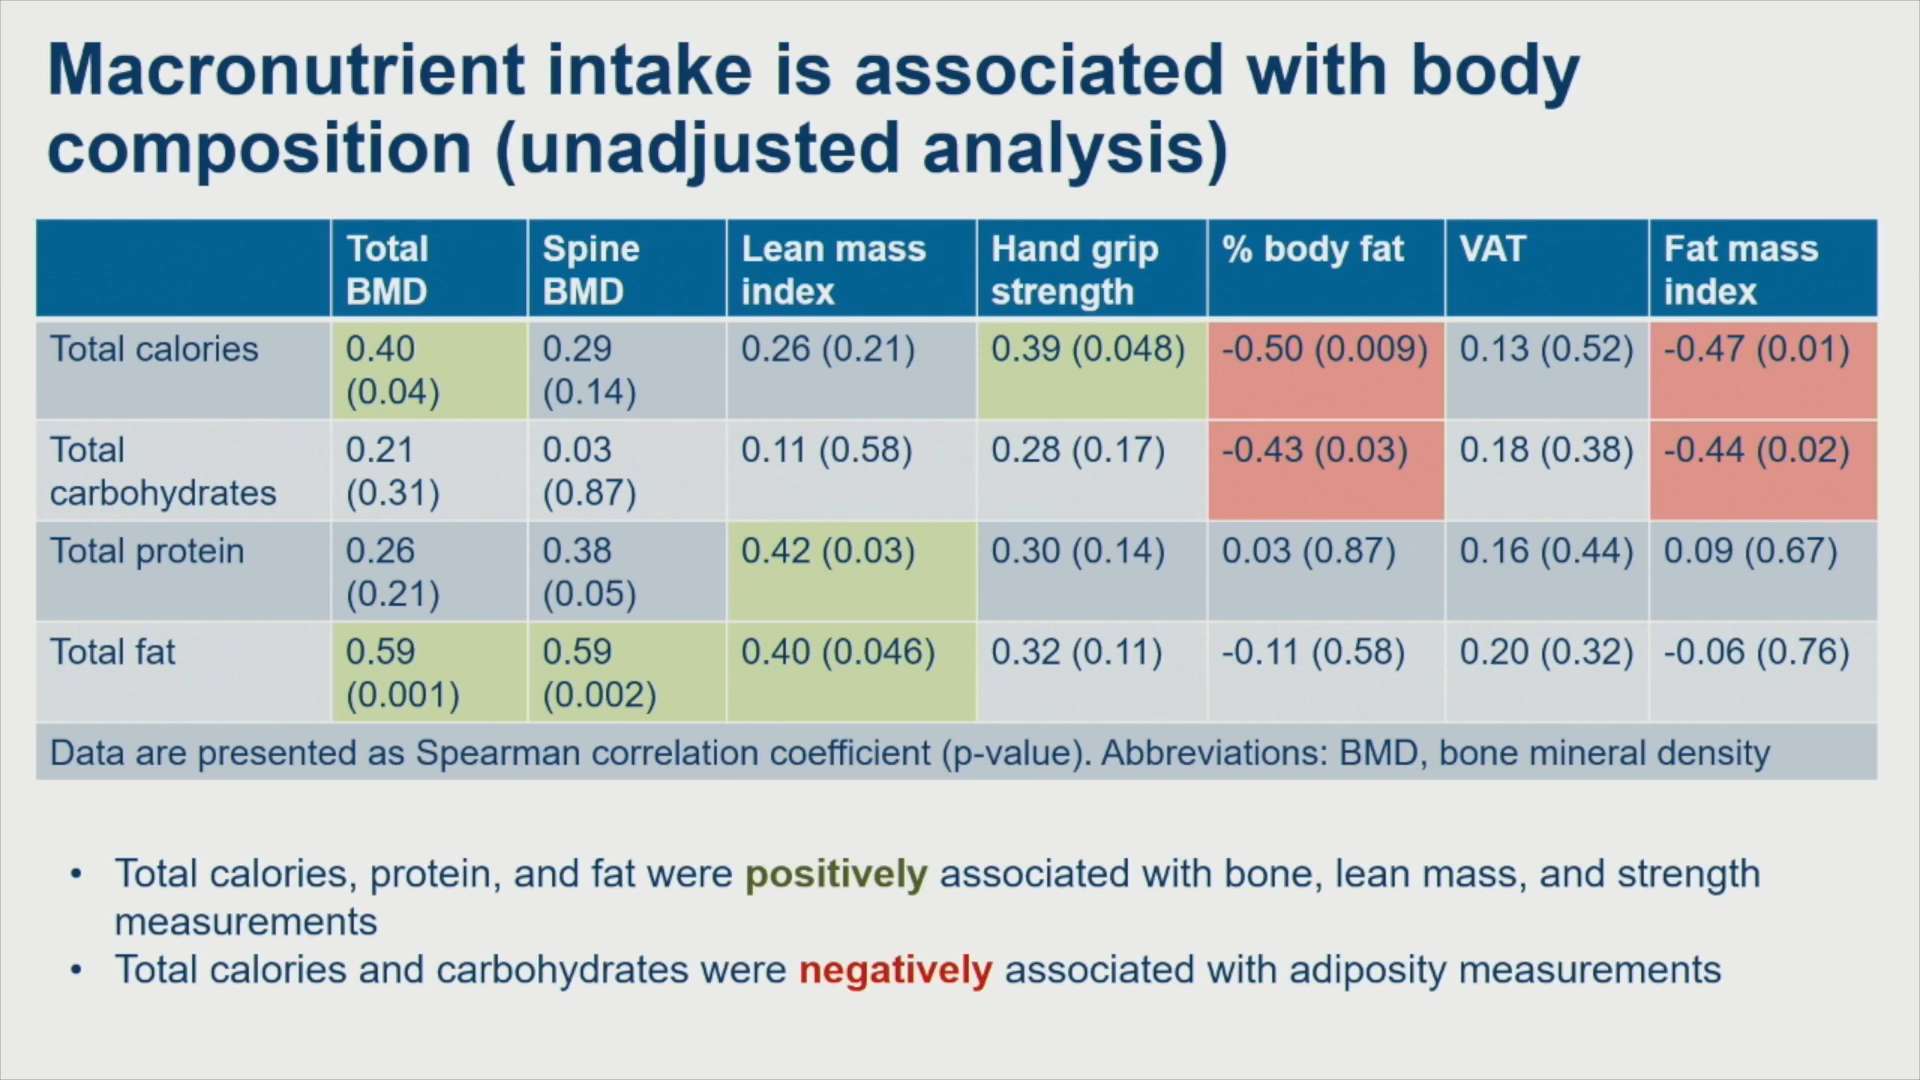 Macronutrient intake is associated with body
composition (unadjusted analysis)
Total BMD Spine BMD Lean mass index Hand grip strength % body fat VAT Fat mass index
Total calories 0.40 (0.04) 0.29 (0.14) 0.26 (0.21) 0.39 (0.048) -0.50 (0.009) 0.13 (0.52) -0.47 (0.01)
Total carbohydrates 0.21 (0.31) 0.03 (0.87) 0.11 (0.58) 0.28 (0.17) -0.43 (0.03) 0.18 (0.38) -0.44 (0.02)
Total protein 0.26 (0.21) 0.38 (0.05) 0.42 (0.03) 0.30 (0.14) 0.03 (0.87) 0.16 (0.44) 0.09 (0.67)
Total fat 0.59 (0.001) 0.59 (0.002) 0.40 (0.046) 0.32 (0.11) -0.11 (0.58) 0.20 (0.32) -0.06 (0.76)
Data are presented as Spearman correlation coefficient (p-value). Abbreviations: BMD, bone mineral density
• Total calories, protein, and fat were positively associated with bone, lean mass, and strength
measurements
• Total calories and carbohydrates were negatively associated with adiposity measurements